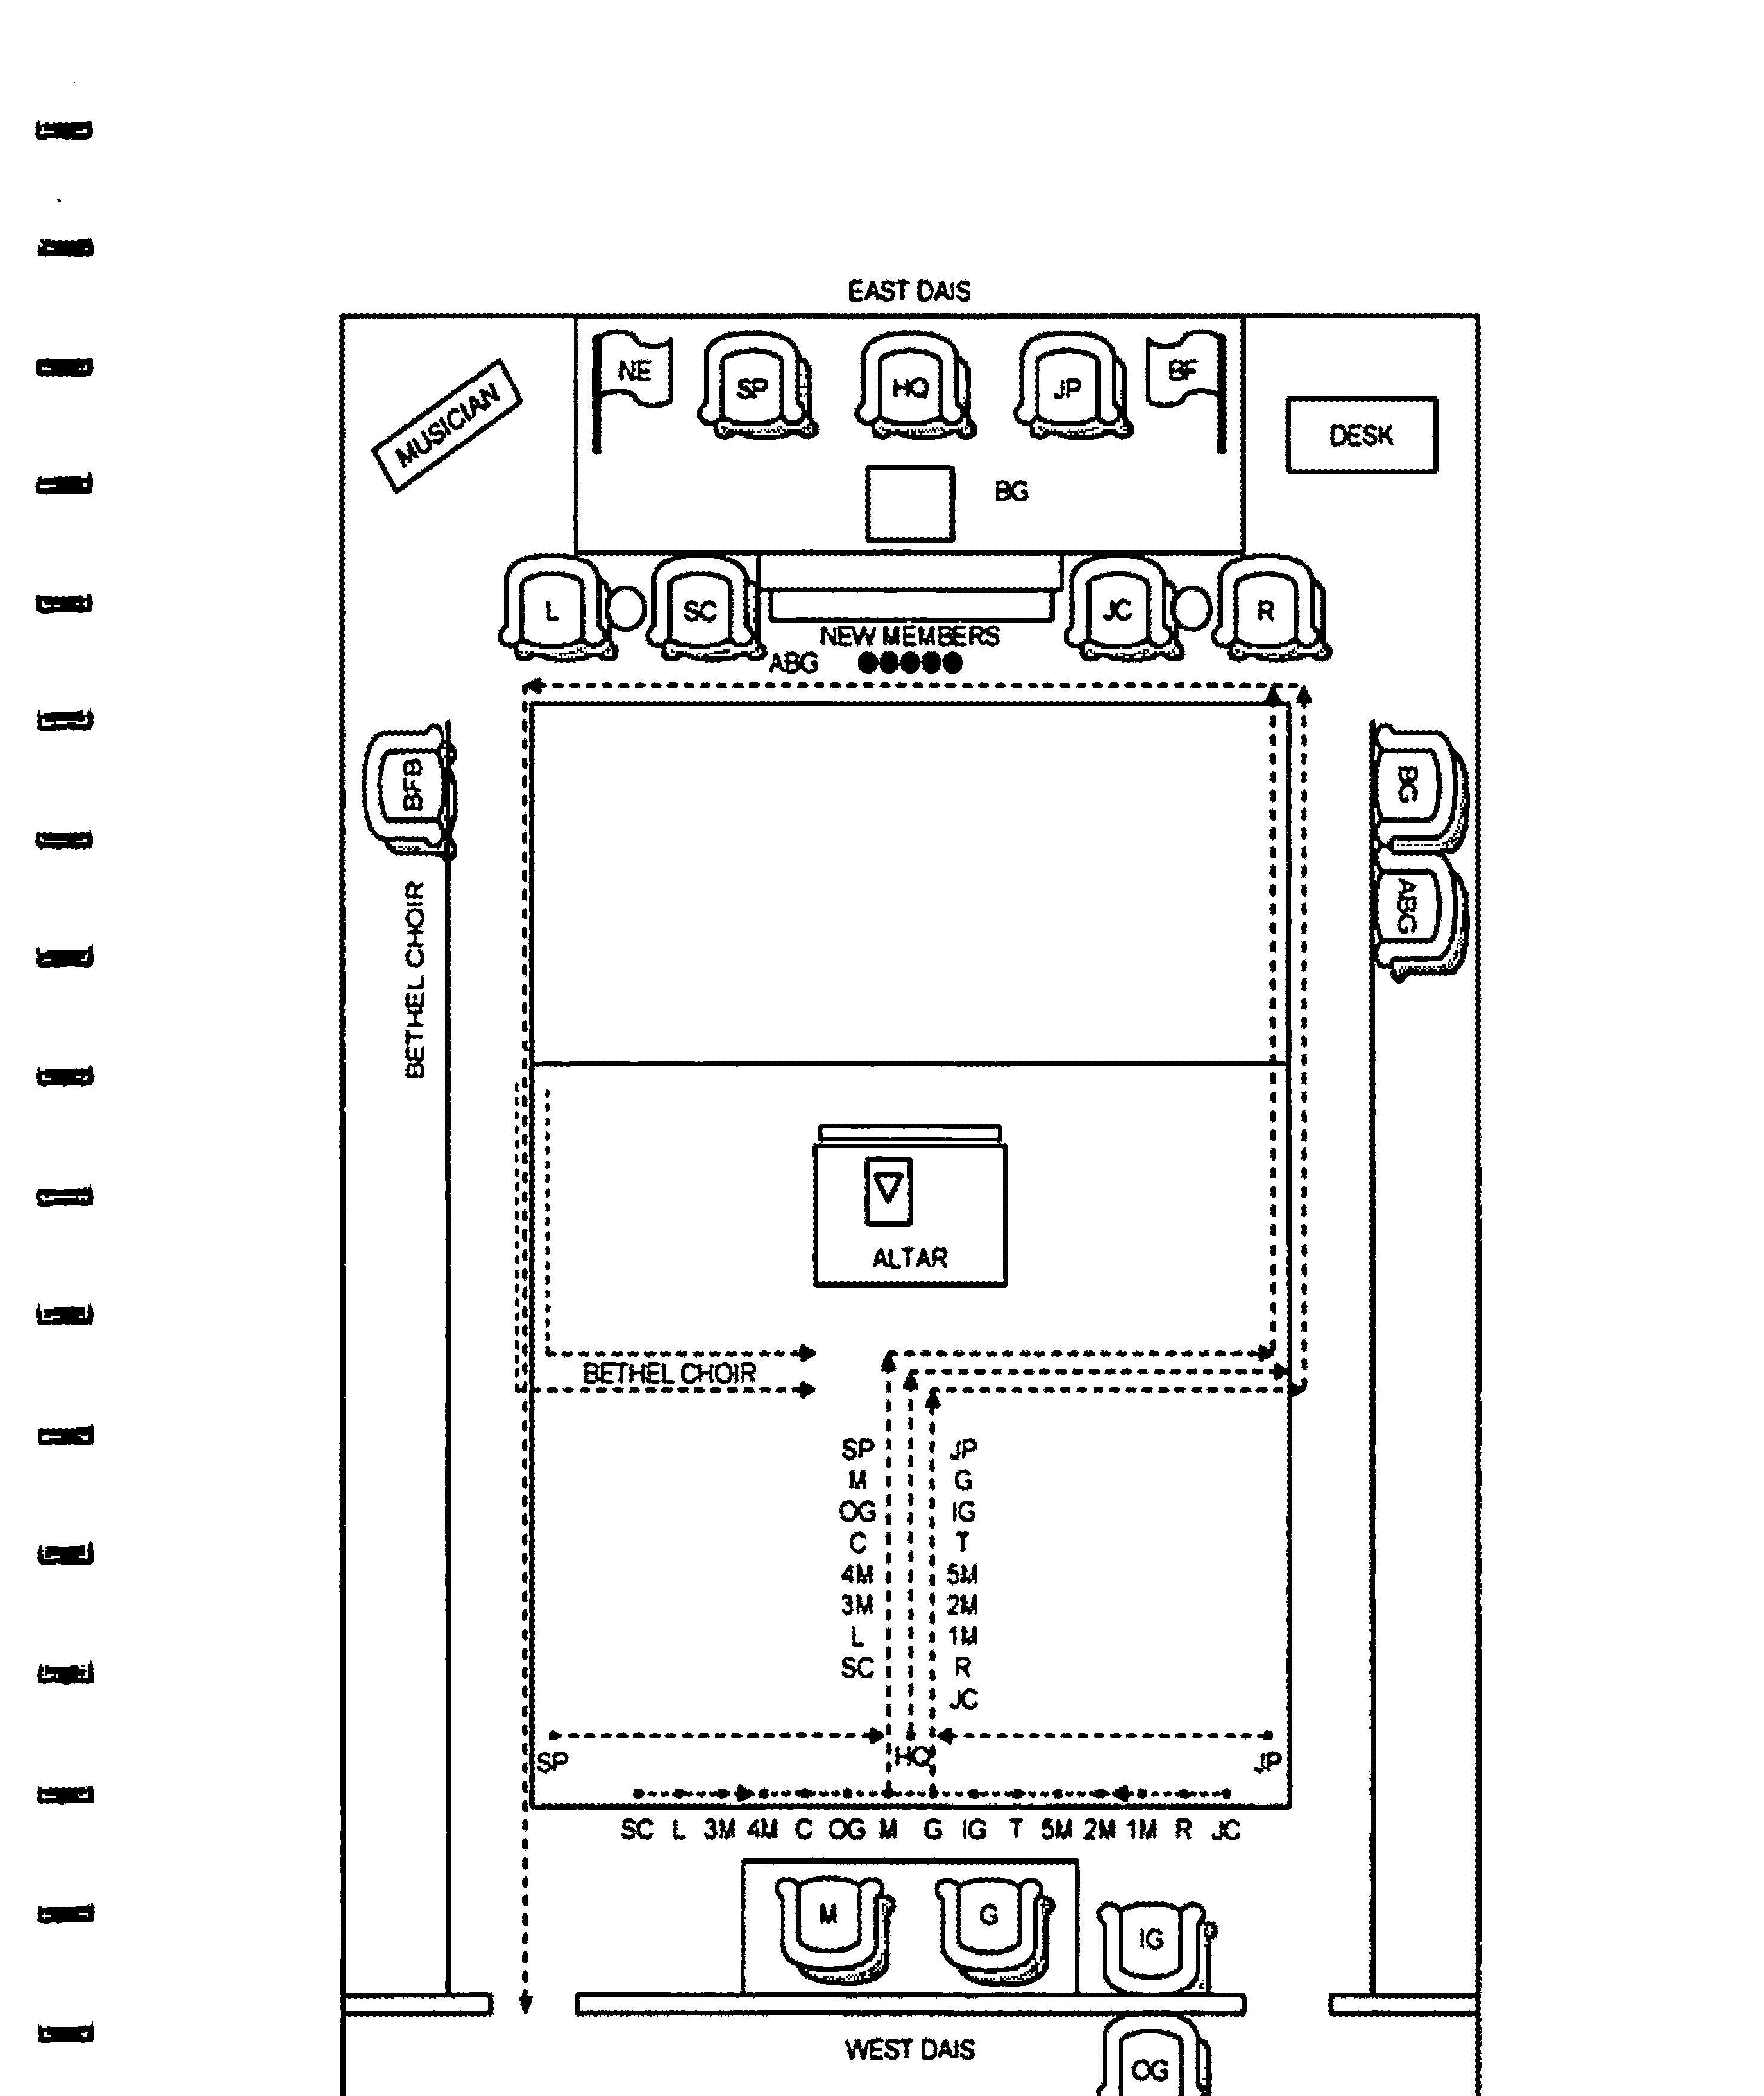 EAST DAIS
NE SP HQ JP BF
MUSICIAN
DESK
BG
L SC JC R
NEW MEMBERS
ABG
BFB
BG
ABG
BETHEL CHOIR
ALTAR
BETHEL CHOIR
SP JP
M G
OG IG
C T
4M 5M
3M 2M
L 1M
SC R
JC
SP HQ JP
SC L 3M 4M C OG M G IG T 5M 2M 1M R JC
M G IG
WEST DAIS
OG